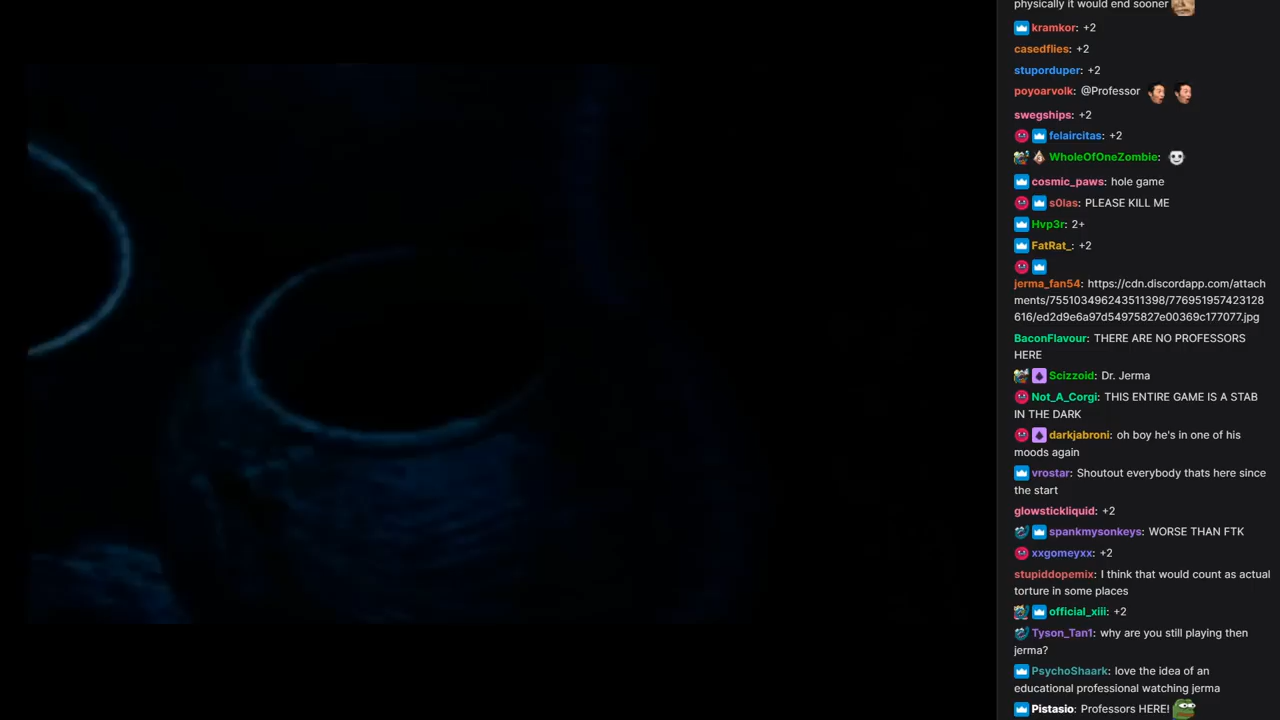 physically it would end sooner
kramkor: +2
casedflies: +2
stuporduper: +2
poyoarvolk: @Professor
swegships: +2
felaircitas: +2
WholeOfOneZombie:
cosmic_paws: hole game
s0las: PLEASE KILL ME
Hvp3r: 2+
FatRat_: +2
jerma_fan54: https://cdn.discordapp.com/attach
ments/755103496243511398/776951957423128
616/ed2d9e6a97d54975827e00369c177077.jpg
BaconFlavour: THERE ARE NO PROFESSORS
HERE
Scizzoid: Dr. Jerma
Not_A_Corgi: THIS ENTIRE GAME IS A STAB
IN THE DARK
darkjabroni: oh boy he's in one of his
moods again
vrostar: Shoutout everybody thats here since
the start
glowstickliquid: +2
spankmysonkeys: WORSE THAN FTK
xxgomeyxx: +2
stupiddopemix: I think that would count as actual
torture in some places
official_xiii: +2
Tyson_Tan1: why are you still playing then
jerma?
PsychoShaark: love the idea of an
educational professional watching jerma
Pistasio: Professors HERE!